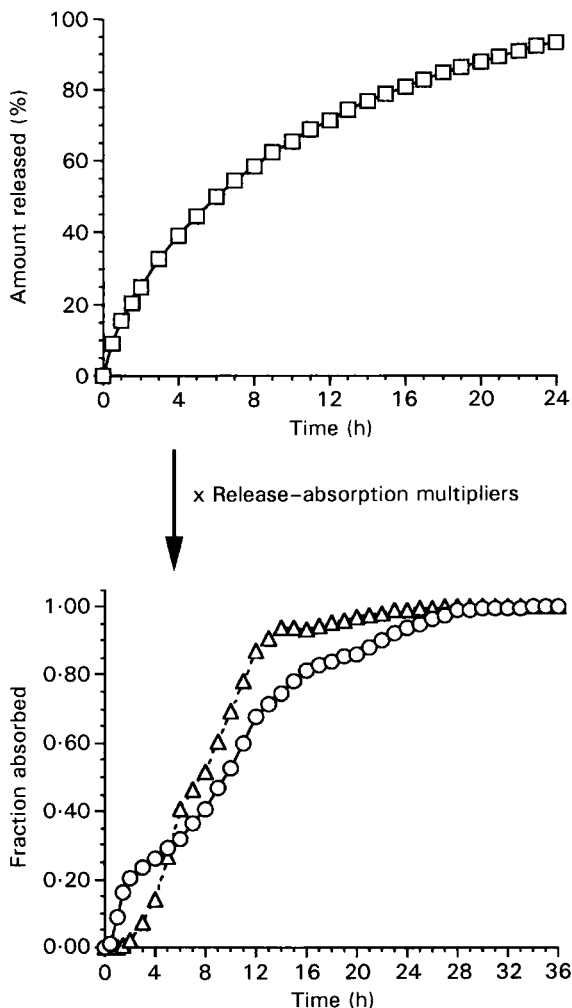 100
80
60
40
20
0
Amount released (%)
0 4 8 12 16 20 24
Time (h)
x Release–absorption multipliers
1·00
0·80
0·60
0·40
0·20
0·00
Fraction absorbed
0 4 8 12 16 20 24 28 32 36
Time (h)